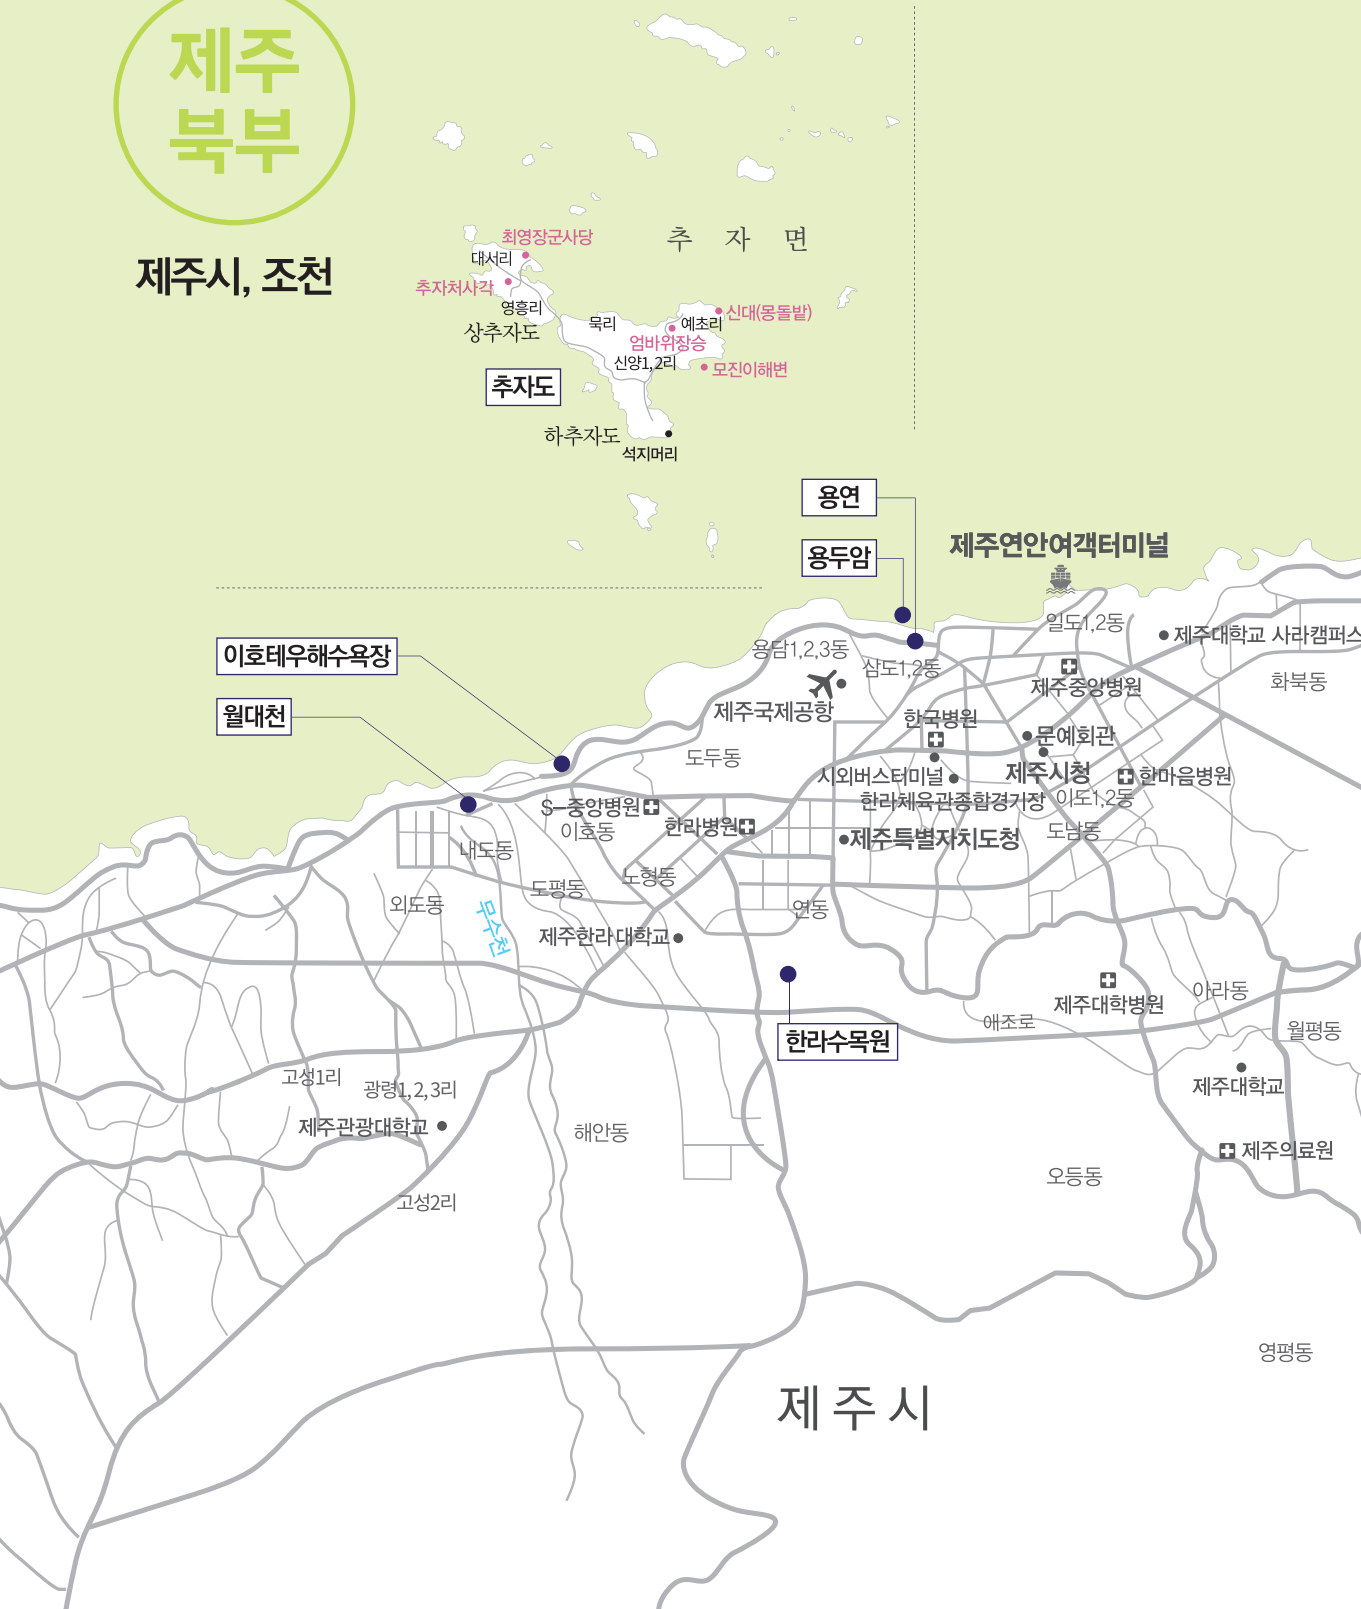 제주
북부
제주시, 조천
추 자 면
최영장군사당
대서리
추자처사각
영흥리
상추자도
묵리
예초리
신대(몽돌밭)
엄바위장승
신양1, 2리
모진이해변
추자도
하추자도
석지머리
용연
용두암
제주연안여객터미널
일도1,2동
제주대학교 사라캠퍼스
이호테우해수욕장
용담1,2,3동
삼도1,2동
화북동
제주중앙병원
월대천
제주국제공항
한국병원
문예회관
도두동
시외버스터미널
제주시청
한마음병원
S-중앙병원
한라체육관종합경기장
이도1,2동
이호동
한라병원
제주특별자치도청
도남동
내도동
도평동
노형동
외도동
연동
무수천
제주한라 대학교
제주대학병원
아라동
애조로
월평동
한라수목원
고성1리
광령1, 2, 3리
제주대학교
제주관광대학교
해안동
제주의료원
오등동
고성2리
영평동
제주시